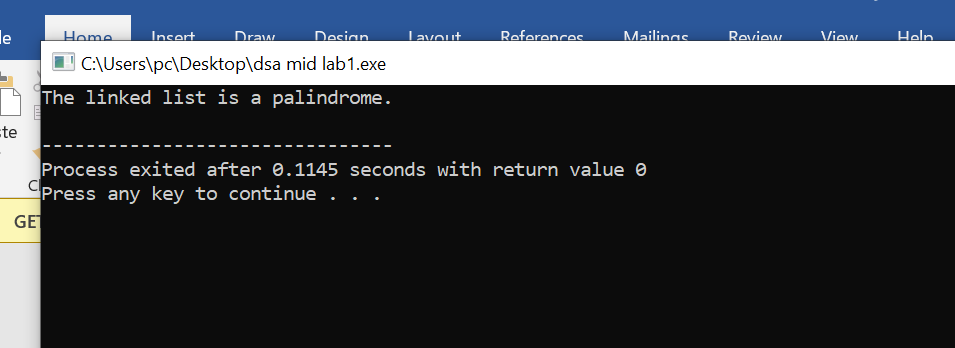 le Home Insert Draw Design Layout References Mailings Review View Help
C:\Users\pc\Desktop\dsa mid lab1.exe
The linked list is a palindrome.
--------------------------------
Process exited after 0.1145 seconds with return value 0
Press any key to continue . . .
ste
Cl
GET